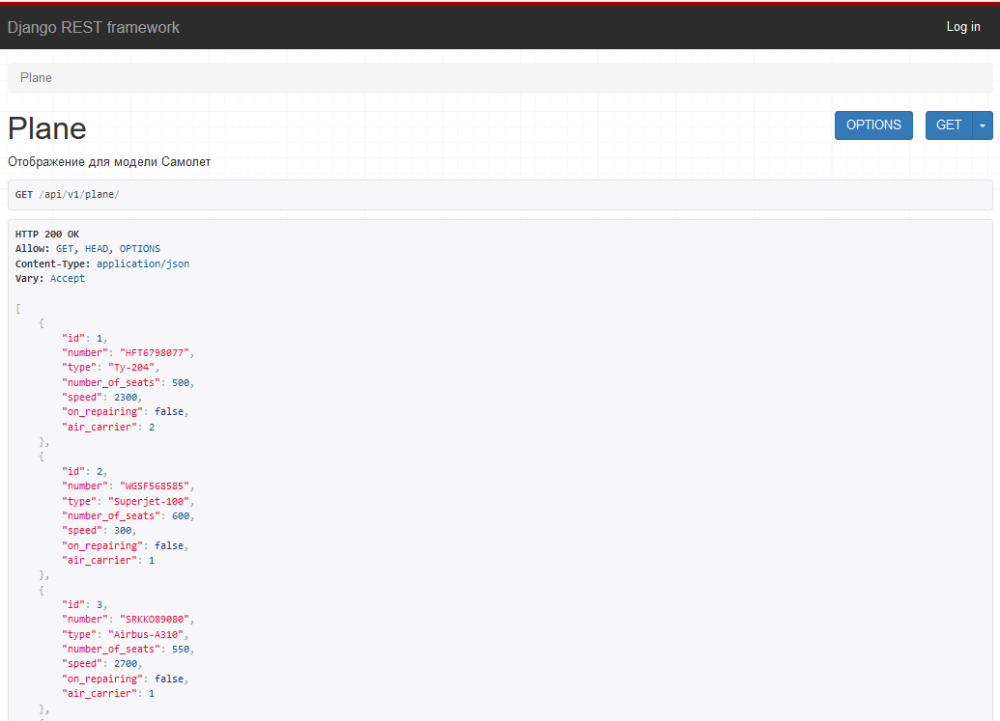 Django REST framework
Log in
Plane
Plane
OPTIONS
GET
Отображение для модели Самолет
GET /api/v1/plane/
HTTP 200 OK
Allow: GET, HEAD, OPTIONS
Content-Type: application/json
Vary: Accept
[
    {
        "id": 1,
        "number": "HFT6798077",
        "type": "Ty-204",
        "number_of_seats": 500,
        "speed": 2300,
        "on_repairing": false,
        "air_carrier": 2
    },
    {
        "id": 2,
        "number": "WGSF568585",
        "type": "Superjet-100",
        "number_of_seats": 600,
        "speed": 300,
        "on_repairing": false,
        "air_carrier": 1
    },
    {
        "id": 3,
        "number": "SRKKO89080",
        "type": "Airbus-A310",
        "number_of_seats": 550,
        "speed": 2700,
        "on_repairing": false,
        "air_carrier": 1
    },